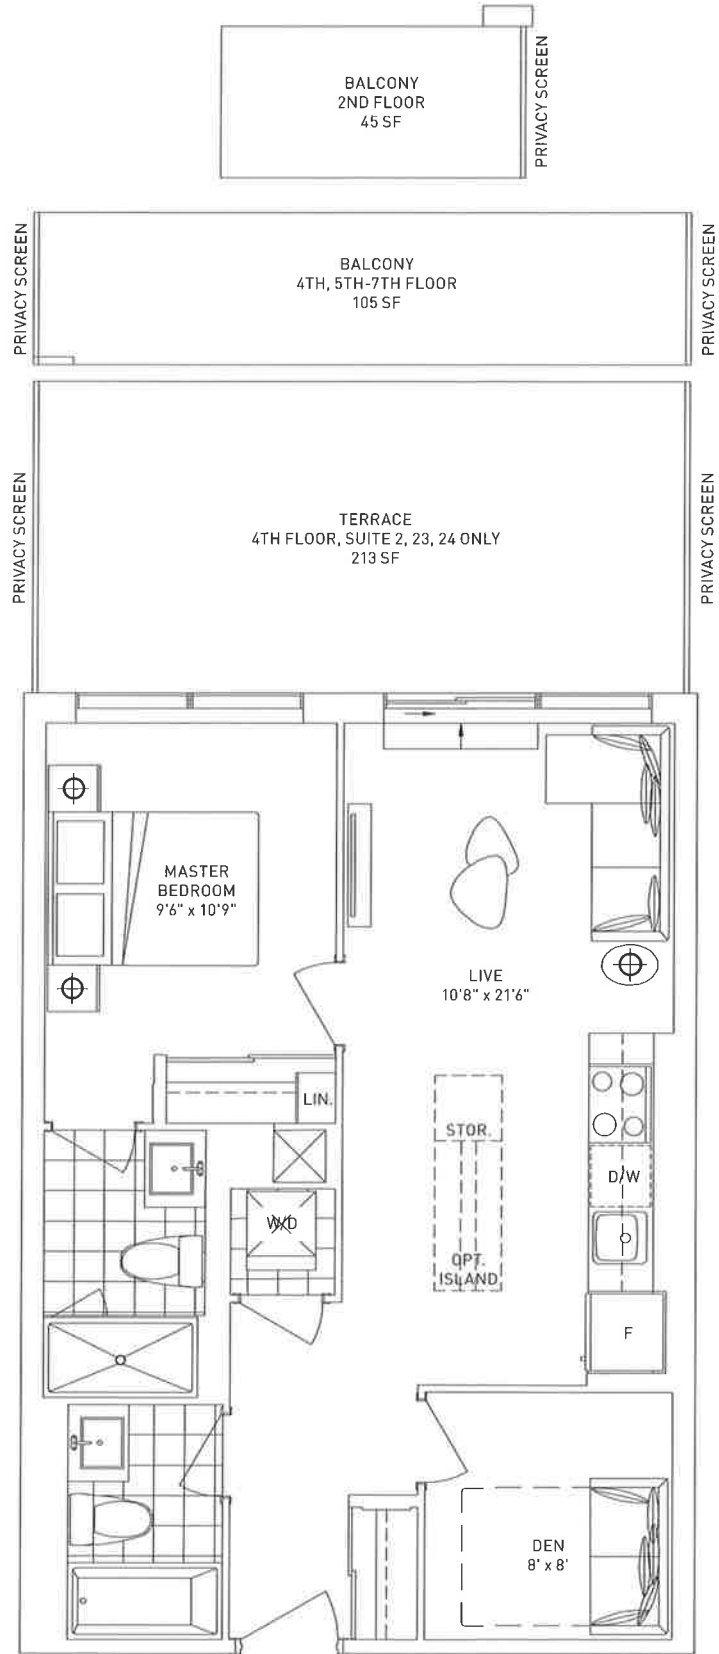 BALCONY
2ND FLOOR
45 SF
PRIVACY SCREEN
PRIVACY SCREEN
BALCONY
4TH, 5TH-7TH FLOOR
105 SF
PRIVACY SCREEN
PRIVACY SCREEN
TERRACE
4TH FLOOR, SUITE 2, 23, 24 ONLY
213 SF
PRIVACY SCREEN
MASTER
BEDROOM
9'6" x 10'9"
LIVE
10'8" x 21'6"
LIN.
STOR.
D/W
W/D
OPT.
ISLAND
F
DEN
8' x 8'